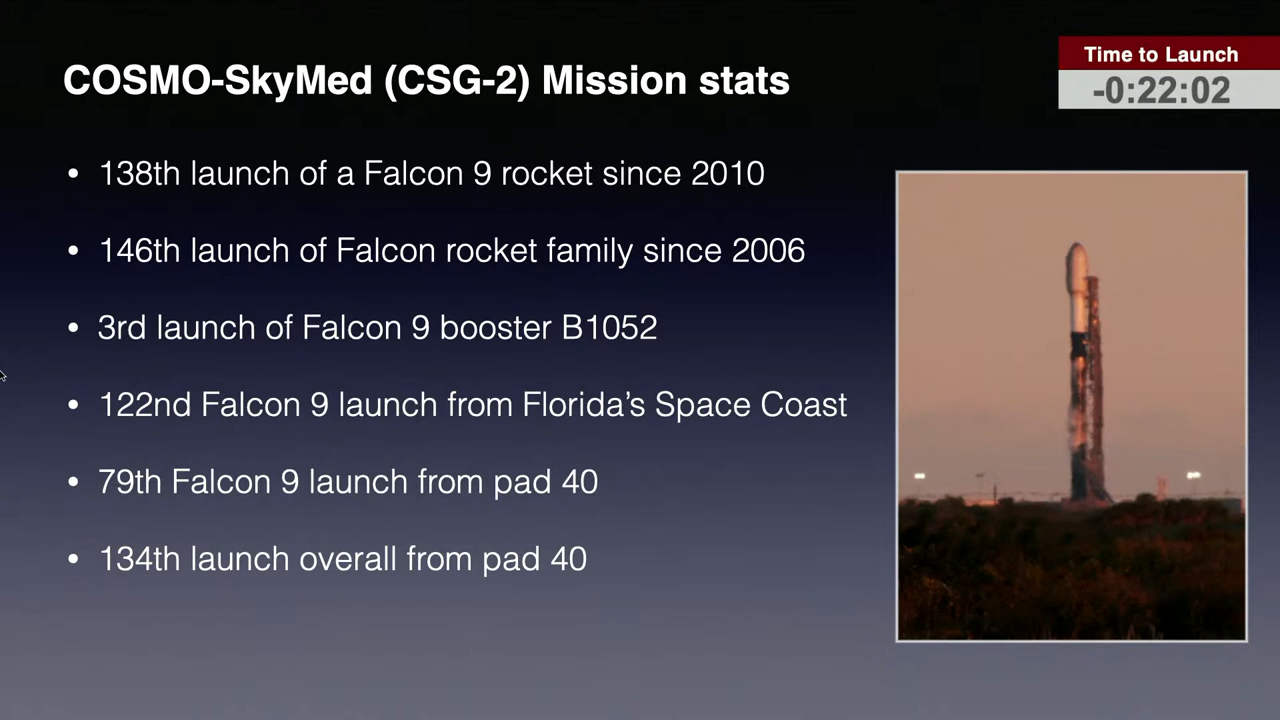 COSMO-SkyMed (CSG-2) Mission stats
Time to Launch
-0:22:02
• 138th launch of a Falcon 9 rocket since 2010
• 146th launch of Falcon rocket family since 2006
• 3rd launch of Falcon 9 booster B1052
• 122nd Falcon 9 launch from Florida’s Space Coast
• 79th Falcon 9 launch from pad 40
• 134th launch overall from pad 40